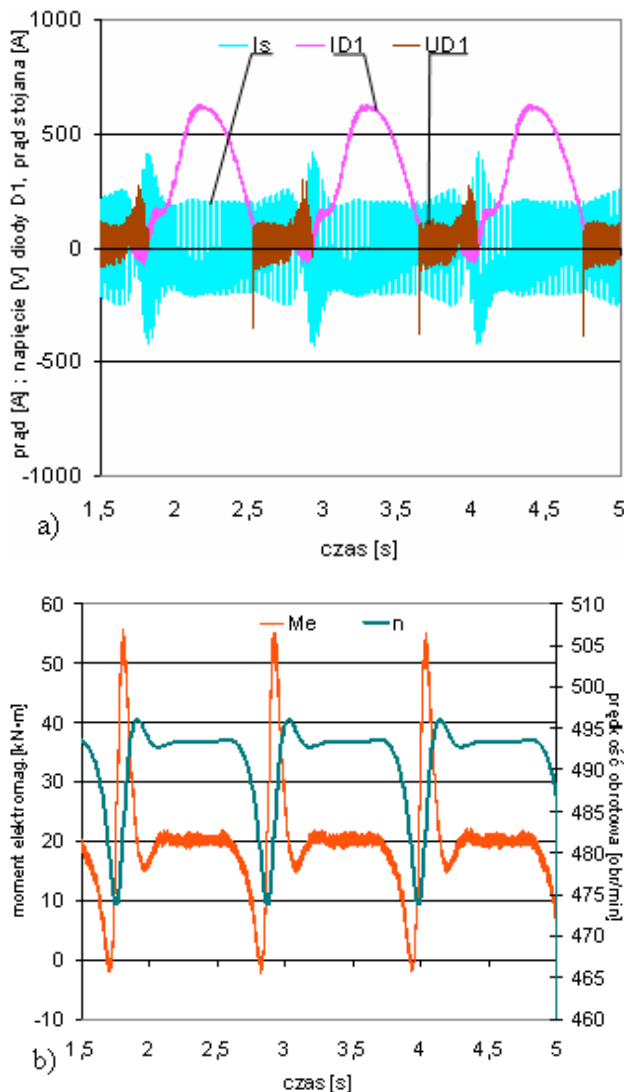 Is ID1 UD1
prąd [A] ; napięcie [V] diody D1, prąd stojana [A]
1000
500
0
-500
-1000
1,5 2 2,5 3 3,5 4 4,5 5
czas [s]
a)
Me n
moment elektromag.[kN·m]
60
50
40
30
20
10
0
-10
510
505
500
495
490
485
480
475
470
465
460
prędkość obrotowa [obr/min]
1,5 2 2,5 3 3,5 4 4,5 5
czas [s]
b)